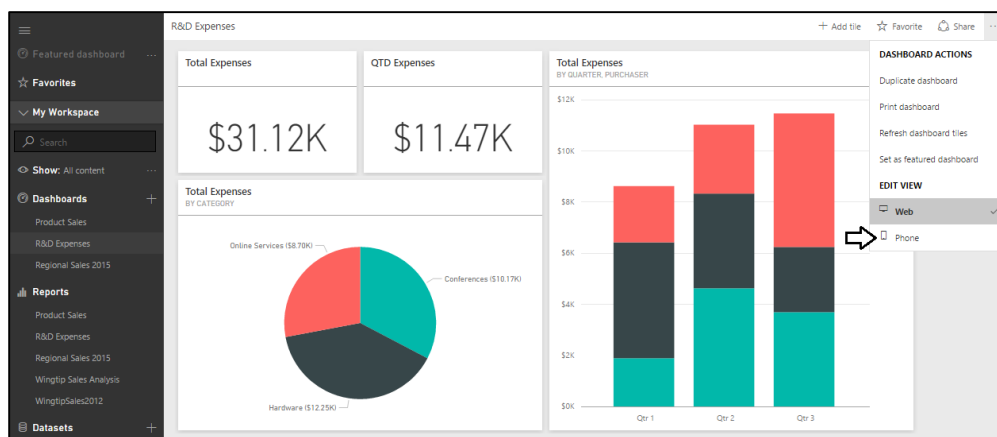 R&D Expenses
+ Add tile
Favorite
Share
...
Featured dashboard
...
Favorites
My Workspace
Search
Show: All content
...
Dashboards
+
Product Sales
R&D Expenses
Regional Sales 2015
Reports
Product Sales
R&D Expenses
Regional Sales 2015
Wingtip Sales Analysis
WingtipSales2012
Datasets
+
Total Expenses
$31.12K
QTD Expenses
$11.47K
Total Expenses
BY CATEGORY
Online Services ($8.70K)
Conferences ($10.17K)
Hardware ($12.25K)
Total Expenses
BY QUARTER, PURCHASER
$12K
$10K
$8K
$6K
$4K
$2K
$0K
Qtr 1
Qtr 2
Qtr 3
DASHBOARD ACTIONS
Duplicate dashboard
Print dashboard
Refresh dashboard tiles
Set as featured dashboard
EDIT VIEW
Web
Phone